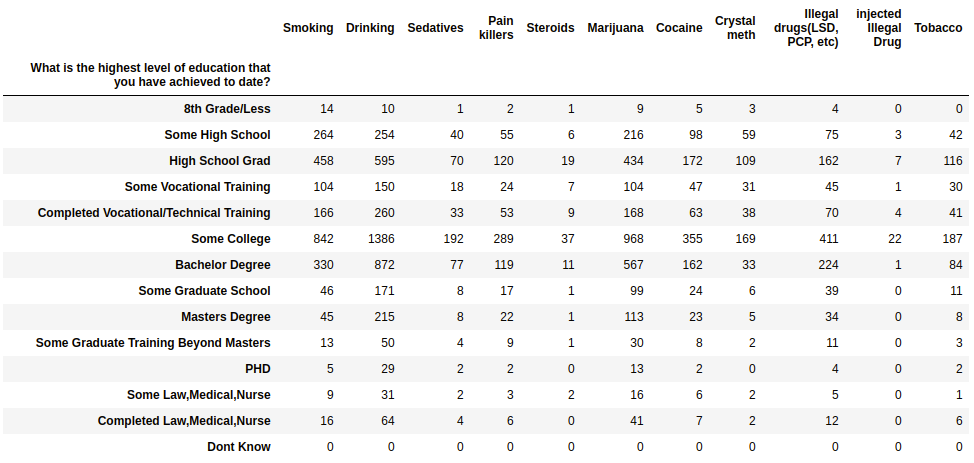 Smoking Drinking Sedatives Pain killers Steroids Marijuana Cocaine Crystal meth Illegal drugs(LSD, PCP, etc) injected Illegal Drug Tobacco
What is the highest level of education that
you have achieved to date?
8th Grade/Less 14 10 1 2 1 9 5 3 4 0 0
Some High School 264 254 40 55 6 216 98 59 75 3 42
High School Grad 458 595 70 120 19 434 172 109 162 7 116
Some Vocational Training 104 150 18 24 7 104 47 31 45 1 30
Completed Vocational/Technical Training 166 260 33 53 9 168 63 38 70 4 41
Some College 842 1386 192 289 37 968 355 169 411 22 187
Bachelor Degree 330 872 77 119 11 567 162 33 224 1 84
Some Graduate School 46 171 8 17 1 99 24 6 39 0 11
Masters Degree 45 215 8 22 1 113 23 5 34 0 8
Some Graduate Training Beyond Masters 13 50 4 9 1 30 8 2 11 0 3
PHD 5 29 2 2 0 13 2 0 4 0 2
Some Law,Medical,Nurse 9 31 2 3 2 16 6 2 5 0 1
Completed Law,Medical,Nurse 16 64 4 6 0 41 7 2 12 0 6
Dont Know 0 0 0 0 0 0 0 0 0 0 0